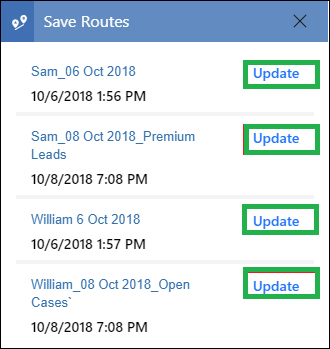 Save Routes
Sam_06 Oct 2018
Update
10/6/2018 1:56 PM
Sam_08 Oct 2018_Premium
Leads
Update
10/8/2018 7:08 PM
William 6 Oct 2018
Update
10/6/2018 1:57 PM
William_08 Oct 2018_Open
Cases`
Update
10/8/2018 7:08 PM